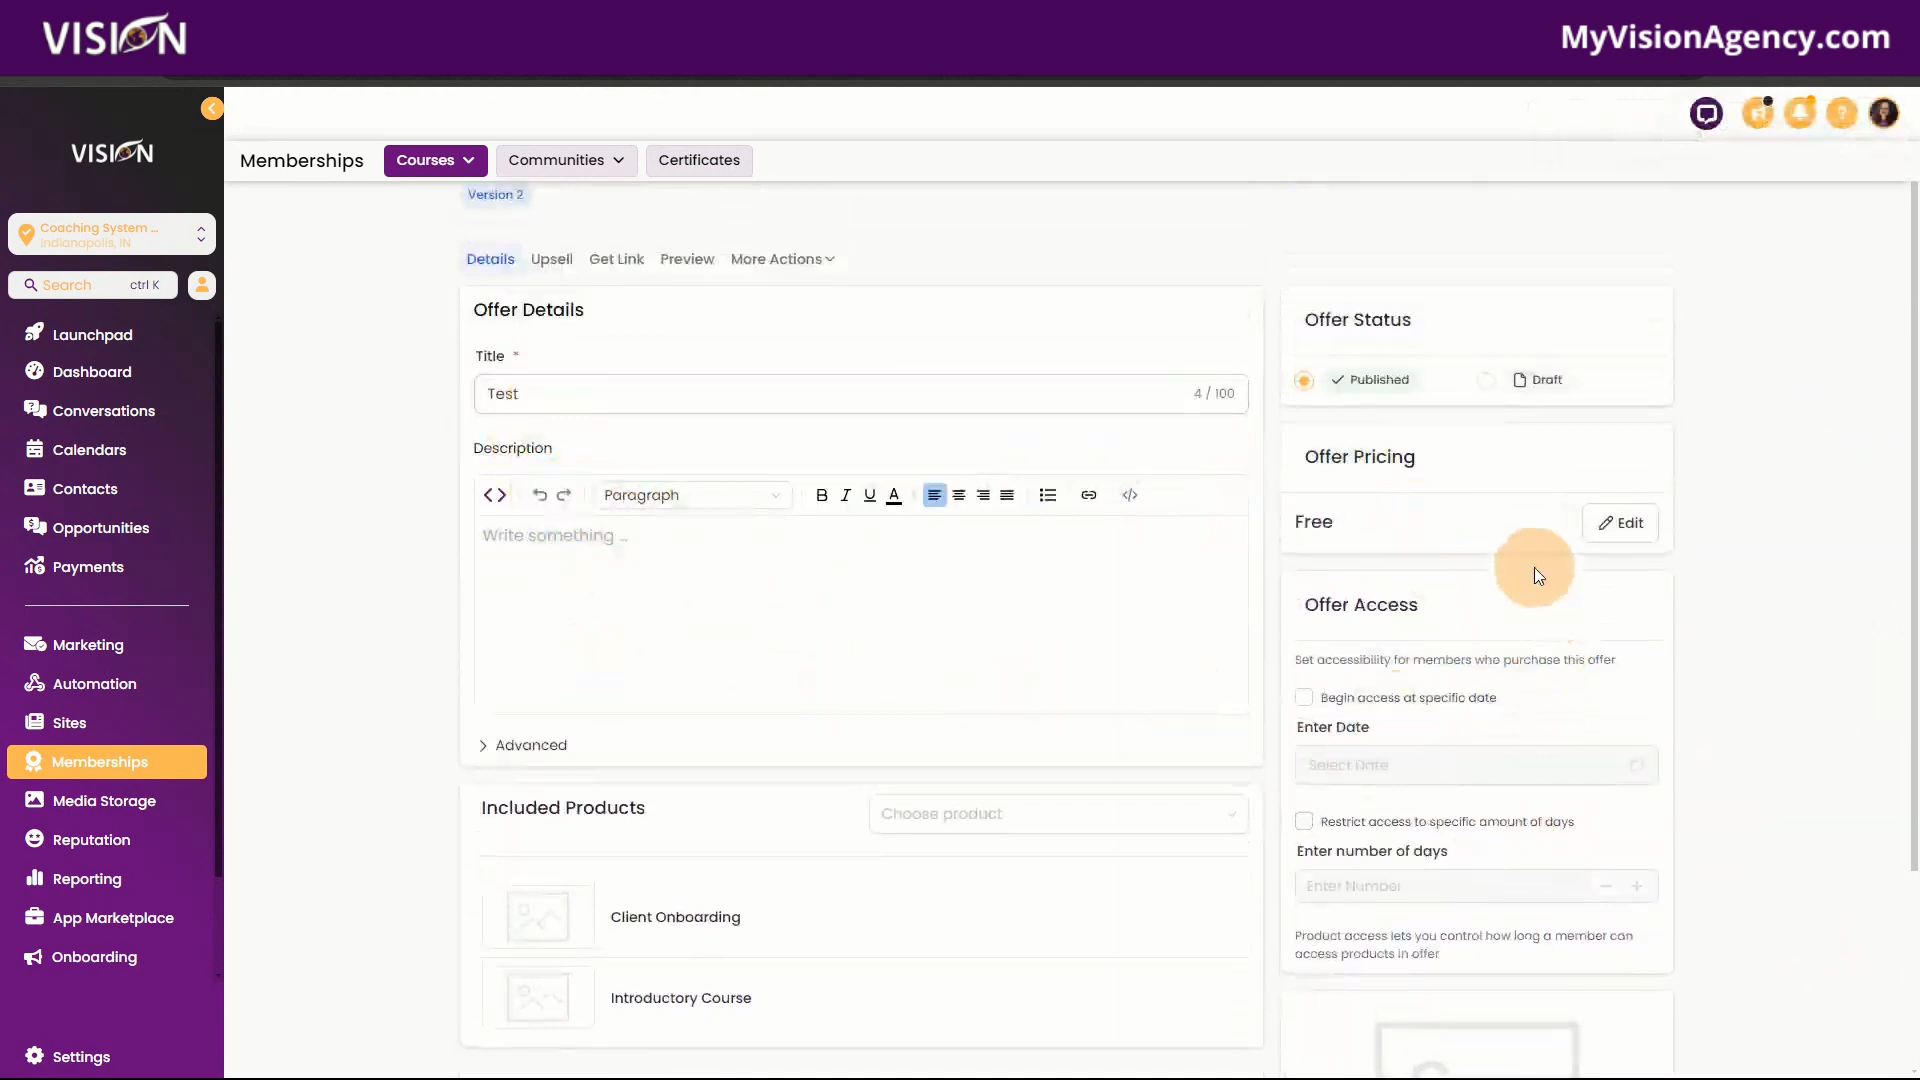 VISION
MyVisionAgency.com
VISION
Coaching System ...
Indianapolis, IN
Search
ctrl K
Launchpad
Dashboard
Conversations
Calendars
Contacts
Opportunities
Payments
Marketing
Automation
Sites
Memberships
Media Storage
Reputation
Reporting
App Marketplace
Onboarding
Settings
Memberships
Courses
Communities
Certificates
Version 2
Details
Upsell
Get Link
Preview
More Actions
Offer Details
Title *
Test
4 / 100
Description
Paragraph
B I U A
Write something ...
Advanced
Included Products
Choose product
Client Onboarding
Introductory Course
Offer Status
Published
Draft
Offer Pricing
Free
Edit
Offer Access
Set accessibility for members who purchase this offer
Begin access at specific date
Enter Date
Select Date
Restrict access to specific amount of days
Enter number of days
Enter Number
Product access lets you control how long a member can
access products in offer